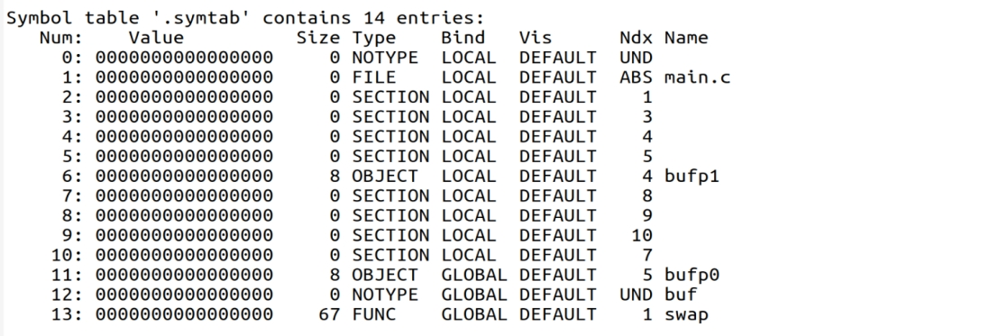 Symbol table '.symtab' contains 14 entries:
Num: Value Size Type Bind Vis Ndx Name
0: 0000000000000000 0 NOTYPE LOCAL DEFAULT UND
1: 0000000000000000 0 FILE LOCAL DEFAULT ABS main.c
2: 0000000000000000 0 SECTION LOCAL DEFAULT 1
3: 0000000000000000 0 SECTION LOCAL DEFAULT 3
4: 0000000000000000 0 SECTION LOCAL DEFAULT 4
5: 0000000000000000 0 SECTION LOCAL DEFAULT 5
6: 0000000000000000 8 OBJECT LOCAL DEFAULT 4 bufp1
7: 0000000000000000 0 SECTION LOCAL DEFAULT 8
8: 0000000000000000 0 SECTION LOCAL DEFAULT 9
9: 0000000000000000 0 SECTION LOCAL DEFAULT 10
10: 0000000000000000 0 SECTION LOCAL DEFAULT 7
11: 0000000000000000 8 OBJECT GLOBAL DEFAULT 5 bufp0
12: 0000000000000000 0 NOTYPE GLOBAL DEFAULT UND buf
13: 0000000000000000 67 FUNC GLOBAL DEFAULT 1 swap